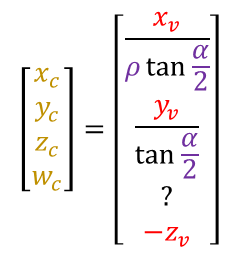 [x_c y_c z_c w_c] = [x_v / (ρ tan α/2)
y_v / (tan α/2)
?
−z_v]